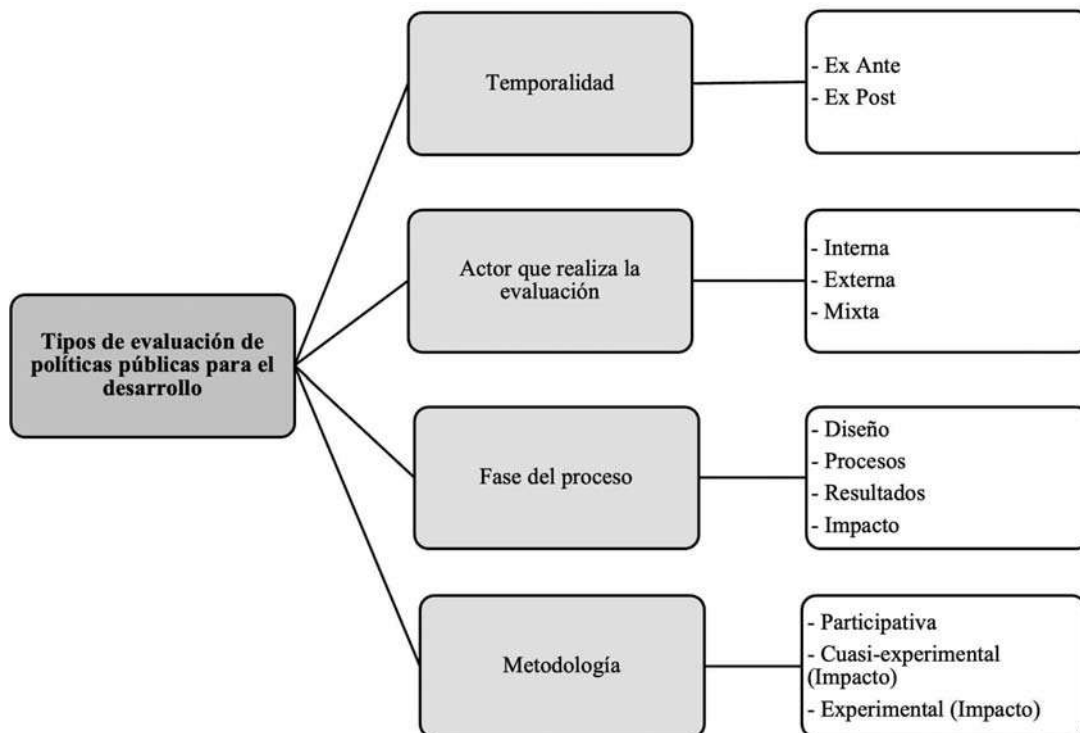 Tipos de evaluación de
políticas públicas para el
desarrollo
Temporalidad
- Ex Ante
- Ex Post
Actor que realiza la
evaluación
- Interna
- Externa
- Mixta
Fase del proceso
- Diseño
- Procesos
- Resultados
- Impacto
Metodología
- Participativa
- Cuasi-experimental
(Impacto)
- Experimental (Impacto)